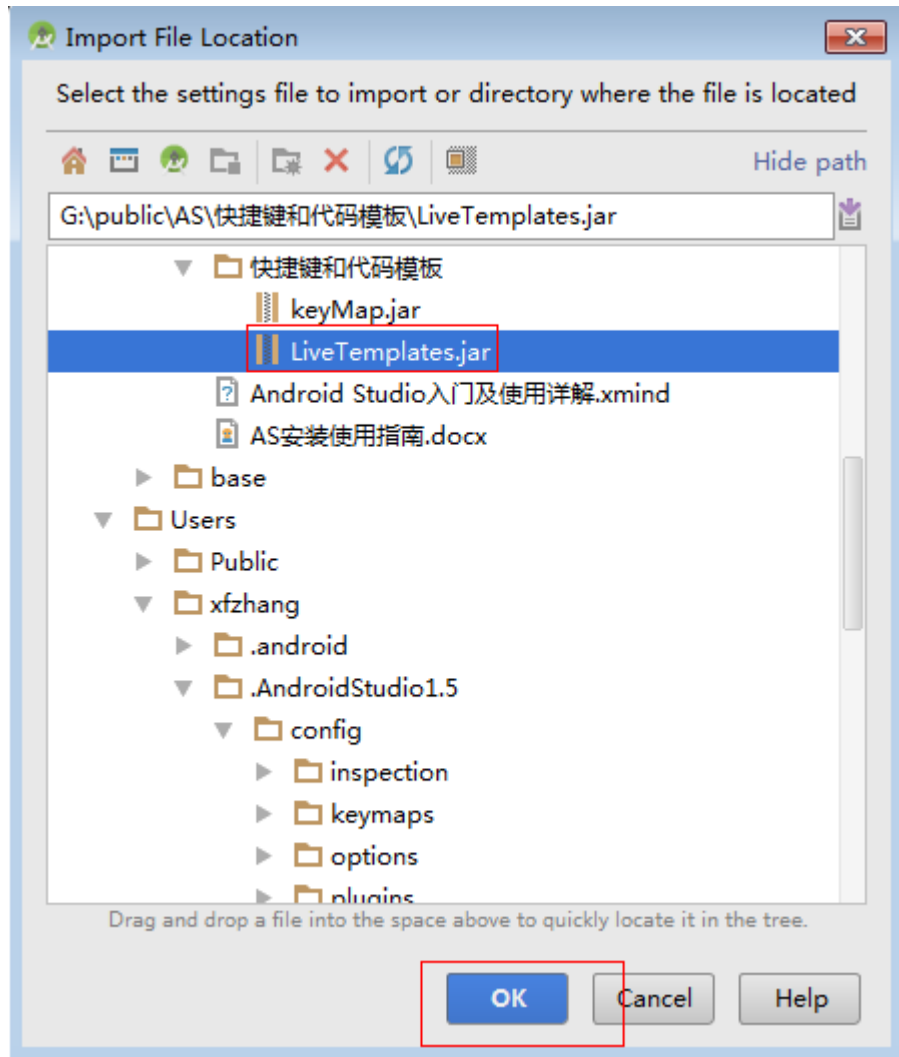 Import File Location
Select the settings file to import or directory where the file is located
Hide path
G:\public\AS\快捷键和代码模板\LiveTemplates.jar
快捷键和代码模板
keyMap.jar
LiveTemplates.jar
Android Studio入门及使用详解.xmind
AS安装使用指南.docx
base
Users
Public
xfzhang
.android
.AndroidStudio1.5
config
inspection
keymaps
options
plugins
Drag and drop a file into the space above to quickly locate it in the tree.
OK Cancel Help